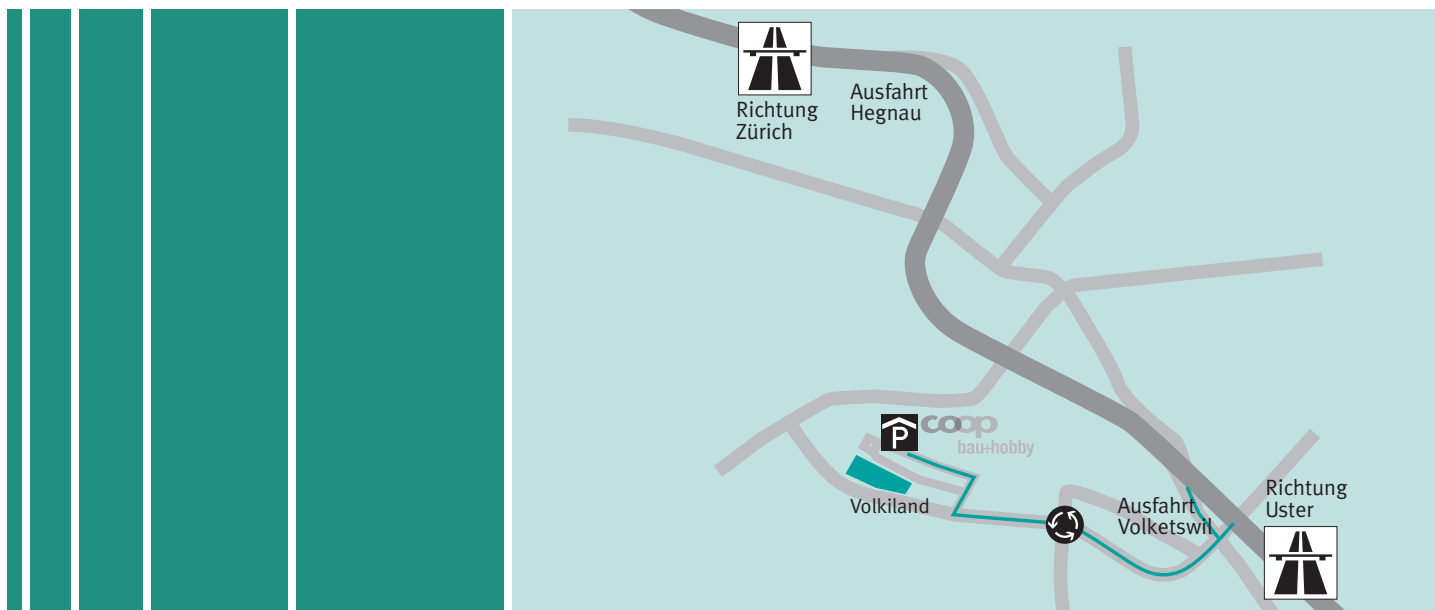 Richtung
Zürich
Ausfahrt
Hegnau
P
coop
bau+hobby
Volkiland
Ausfahrt
Volketswil
Richtung
Uster